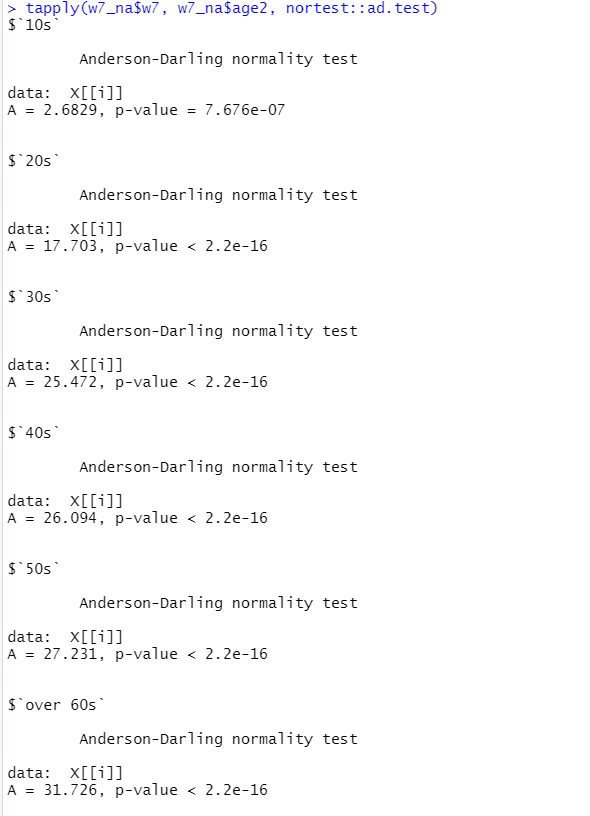 > tapply(w7_na$w7, w7_na$age2, nortest::ad.test)
$`10s`
Anderson-Darling normality test
data:  X[[i]]
A = 2.6829, p-value = 7.676e-07
$`20s`
Anderson-Darling normality test
data:  X[[i]]
A = 17.703, p-value < 2.2e-16
$`30s`
Anderson-Darling normality test
data:  X[[i]]
A = 25.472, p-value < 2.2e-16
$`40s`
Anderson-Darling normality test
data:  X[[i]]
A = 26.094, p-value < 2.2e-16
$`50s`
Anderson-Darling normality test
data:  X[[i]]
A = 27.231, p-value < 2.2e-16
$`over 60s`
Anderson-Darling normality test
data:  X[[i]]
A = 31.726, p-value < 2.2e-16